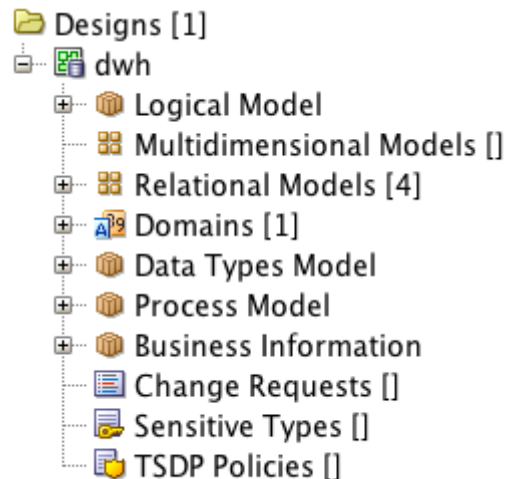 Designs [1]
dwh
Logical Model
Multidimensional Models []
Relational Models [4]
Domains [1]
Data Types Model
Process Model
Business Information
Change Requests []
Sensitive Types []
TSDP Policies []